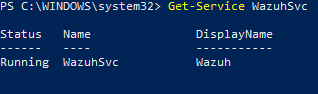 PS C:\WINDOWS\system32> Get-Service WazuhSvc
Status   Name               DisplayName
------   ----               -----------
Running  WazuhSvc           Wazuh